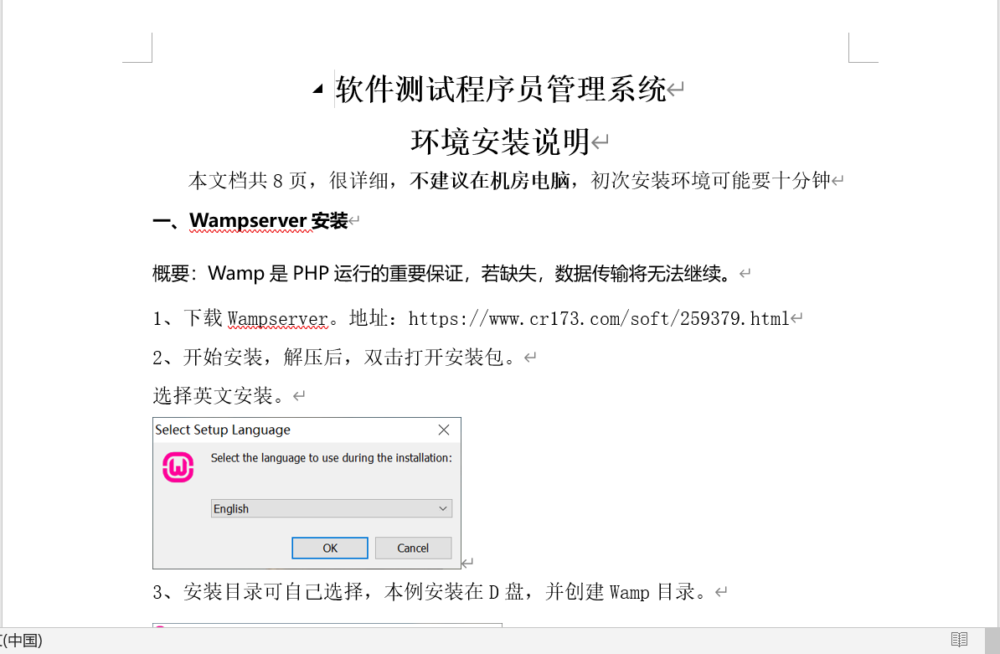 软件测试程序员管理系统
环境安装说明
本文档共 8 页，很详细，不建议在机房电脑，初次安装环境可能要十分钟
一、Wampserver 安装
概要：Wamp 是 PHP 运行的重要保证，若缺失，数据传输将无法继续。
1、下载 Wampserver。地址：https://www.cr173.com/soft/259379.html
2、开始安装，解压后，双击打开安装包。
选择英文安装。
Select Setup Language
Select the language to use during the installation:
English
OK Cancel
3、安装目录可自己选择，本例安装在 D 盘，并创建 Wamp 目录。
(中国)